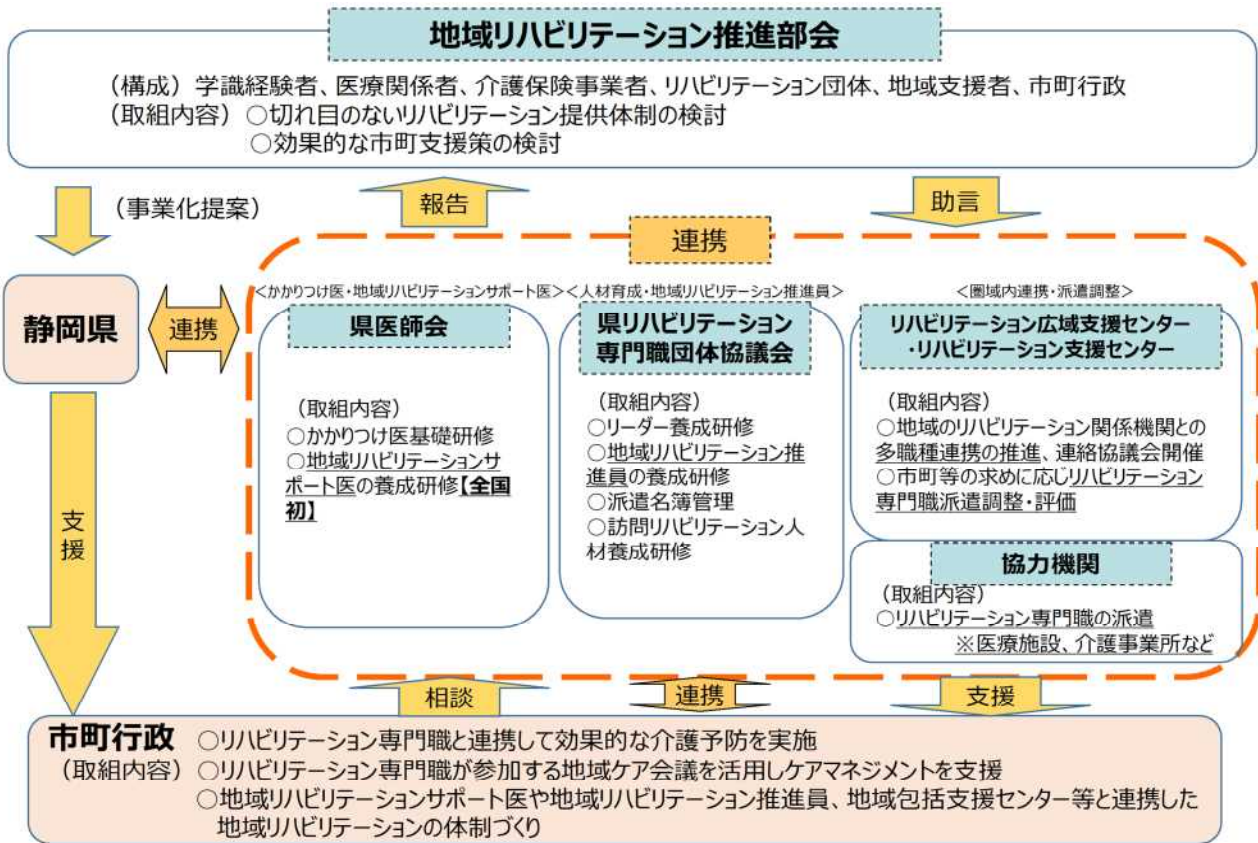 地域リハビリテーション推進部会
（構成）学識経験者、医療関係者、介護保険事業者、リハビリテーション団体、地域支援者、市町行政
（取組内容）○切れ目のないリハビリテーション提供体制の検討
○効果的な市町支援策の検討
（事業化提案）
報告
助言
連携
静岡県
連携
<かかりつけ医・地域リハビリテーションサポート医>
県医師会
（取組内容）
○かかりつけ医基礎研修
○地域リハビリテーションサ
ポート医の養成研修【全国
初】
<人材育成・地域リハビリテーション推進員>
県リハビリテーション
専門職団体協議会
（取組内容）
○リーダー養成研修
○地域リハビリテーション推
進員の養成研修
○派遣名簿管理
○訪問リハビリテーション人
材養成研修
<圏域内連携・派遣調整>
リハビリテーション広域支援センター
・リハビリテーション支援センター
（取組内容）
○地域のリハビリテーション関係機関との
多職種連携の推進、連絡協議会開催
○市町等の求めに応じリハビリテーション
専門職派遣調整・評価
協力機関
（取組内容）
○リハビリテーション専門職の派遣
※医療施設、介護事業所など
支援
相談
連携
支援
市町行政 ○リハビリテーション専門職と連携して効果的な介護予防を実施
（取組内容）○リハビリテーション専門職が参加する地域ケア会議を活用しケアマネジメントを支援
○地域リハビリテーションサポート医や地域リハビリテーション推進員、地域包括支援センター等と連携した
地域リハビリテーションの体制づくり